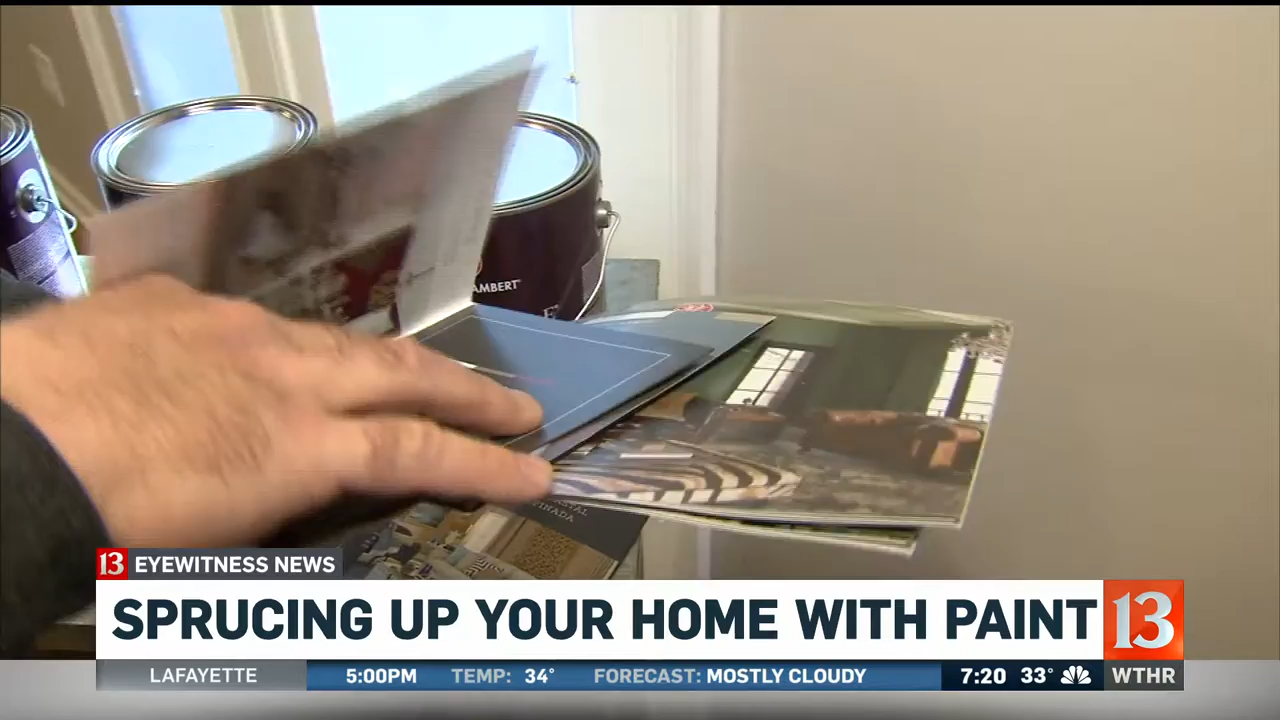 AMBERT
13 EYEWITNESS NEWS
SPRUCING UP YOUR HOME WITH PAINT
13
LAFAYETTE 5:00PM TEMP: 34° FORECAST: MOSTLY CLOUDY 7:20 33° WTHR